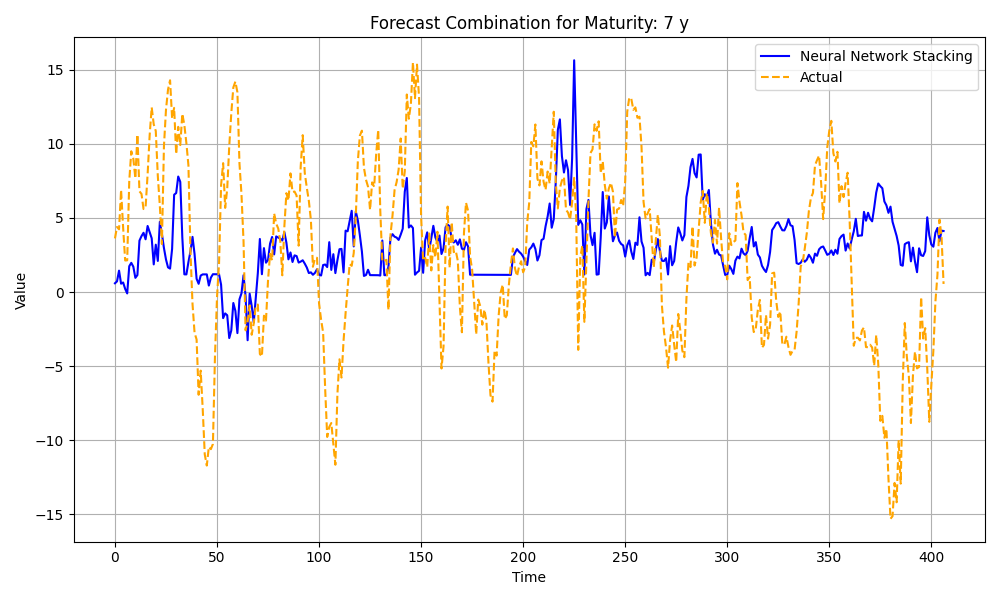 Forecast Combination for Maturity: 7 y
Neural Network Stacking
Actual
Value
15
10
5
0
−5
−10
−15
0 50 100 150 200 250 300 350 400
Time